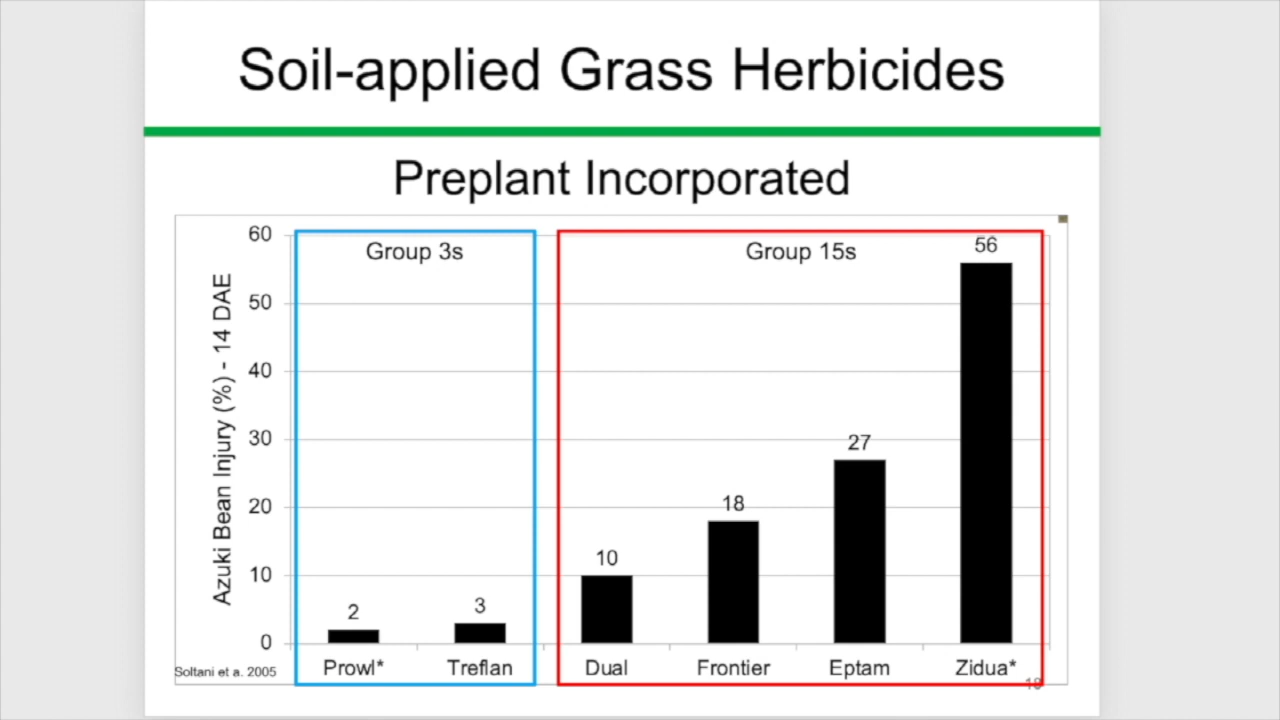 Soil-applied Grass Herbicides
Preplant Incorporated
Group 3s
Group 15s
Azuki Bean Injury (%) - 14 DAE
60
50
40
30
20
10
0
2
3
10
18
27
56
Prowl*
Treflan
Dual
Frontier
Eptam
Zidua*
Soltani et a. 2005